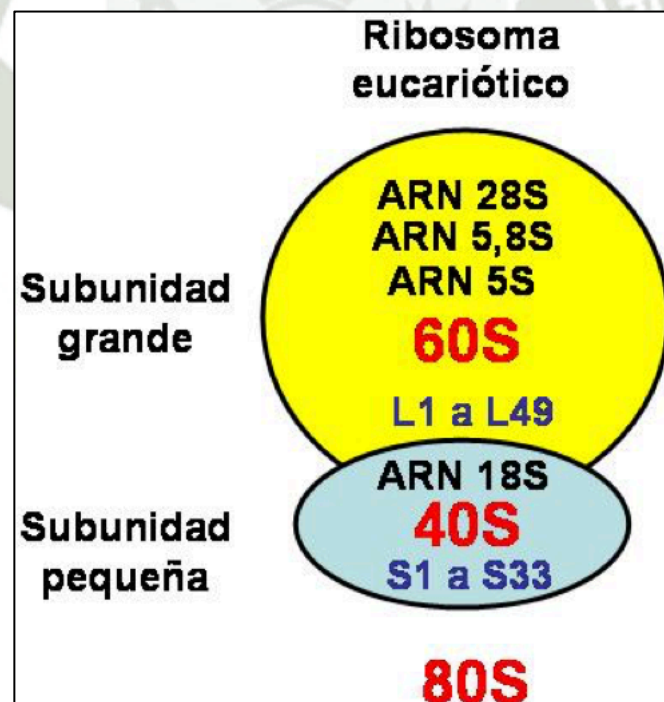 Ribosoma
eucariótico
ARN 28S
ARN 5,8S
ARN 5S
60S
L1 a L49
Subunidad
grande
ARN 18S
40S
S1 a S33
Subunidad
pequeña
80S